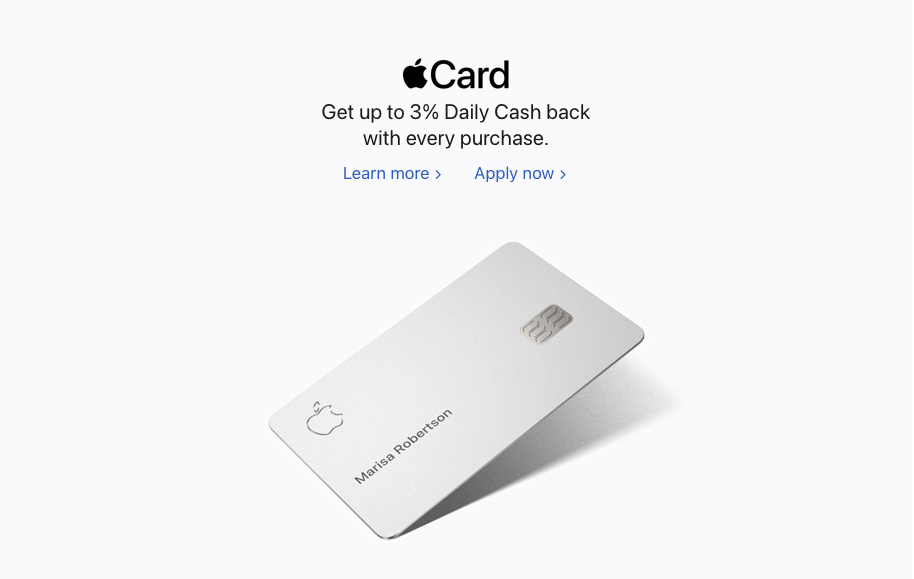 Card
Get up to 3% Daily Cash back
with every purchase.
Learn more >
Apply now >
Marisa Robertson